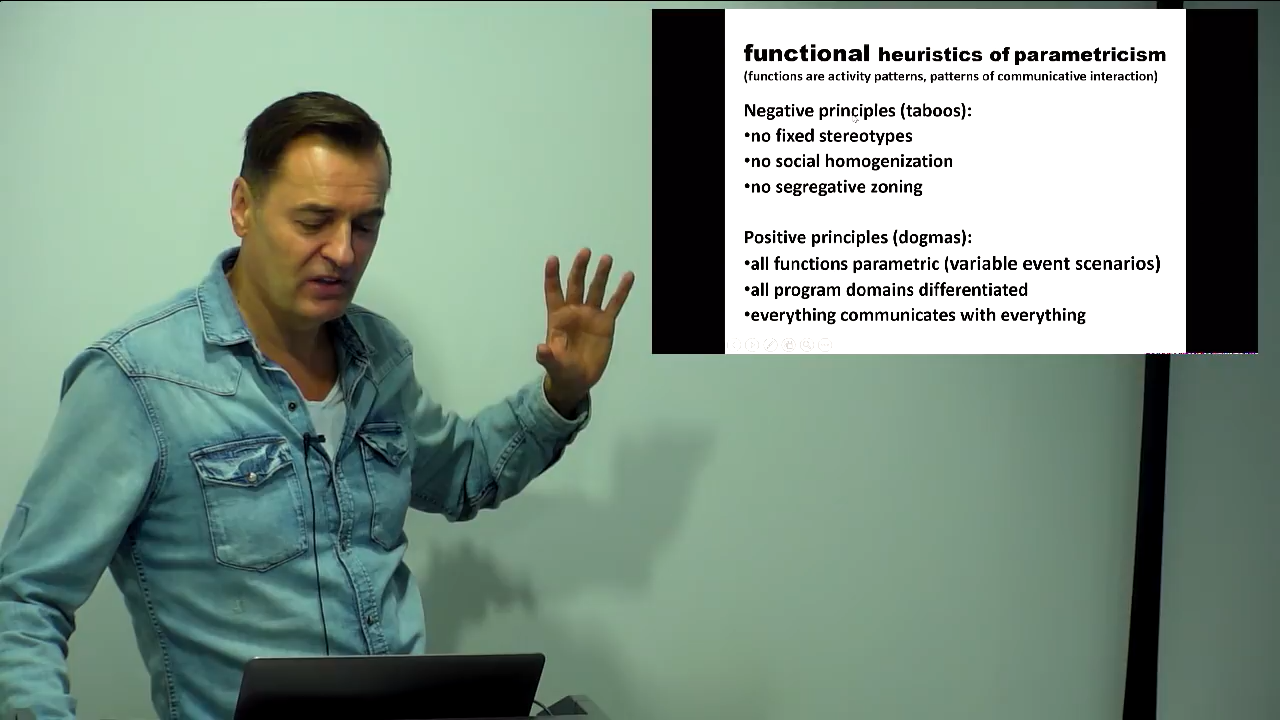 functional heuristics of parametricism
(functions are activity patterns, patterns of communicative interaction)
Negative principles (taboos):
•no fixed stereotypes
•no social homogenization
•no segregative zoning
Positive principles (dogmas):
•all functions parametric (variable event scenarios)
•all program domains differentiated
•everything communicates with everything